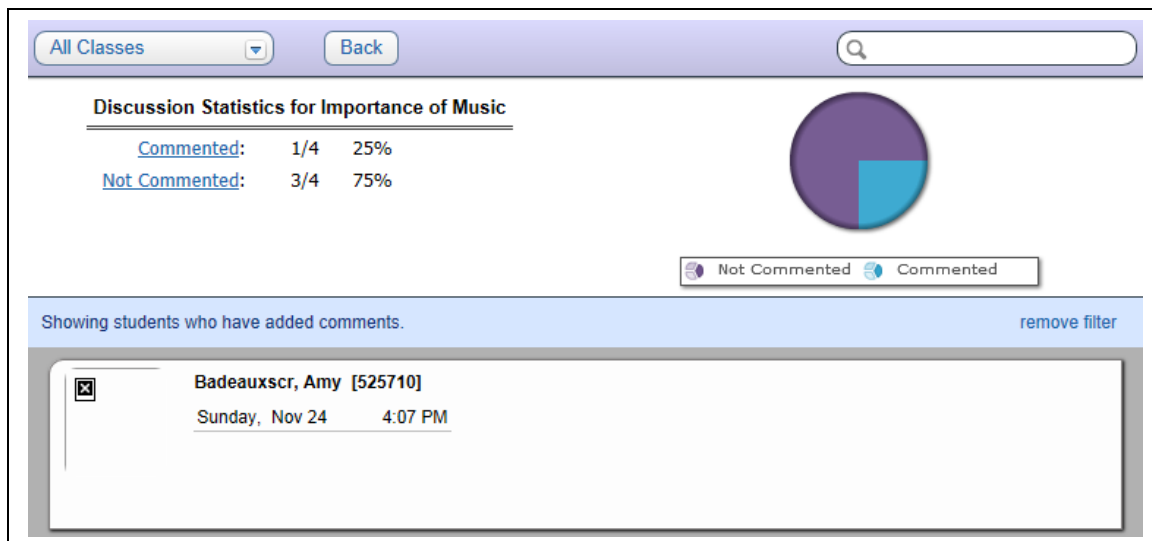 All Classes Back
Discussion Statistics for Importance of Music
Commented: 1/4 25%
Not Commented: 3/4 75%
Not Commented Commented
Showing students who have added comments. remove filter
Badeauxscr, Amy [525710]
Sunday, Nov 24 4:07 PM